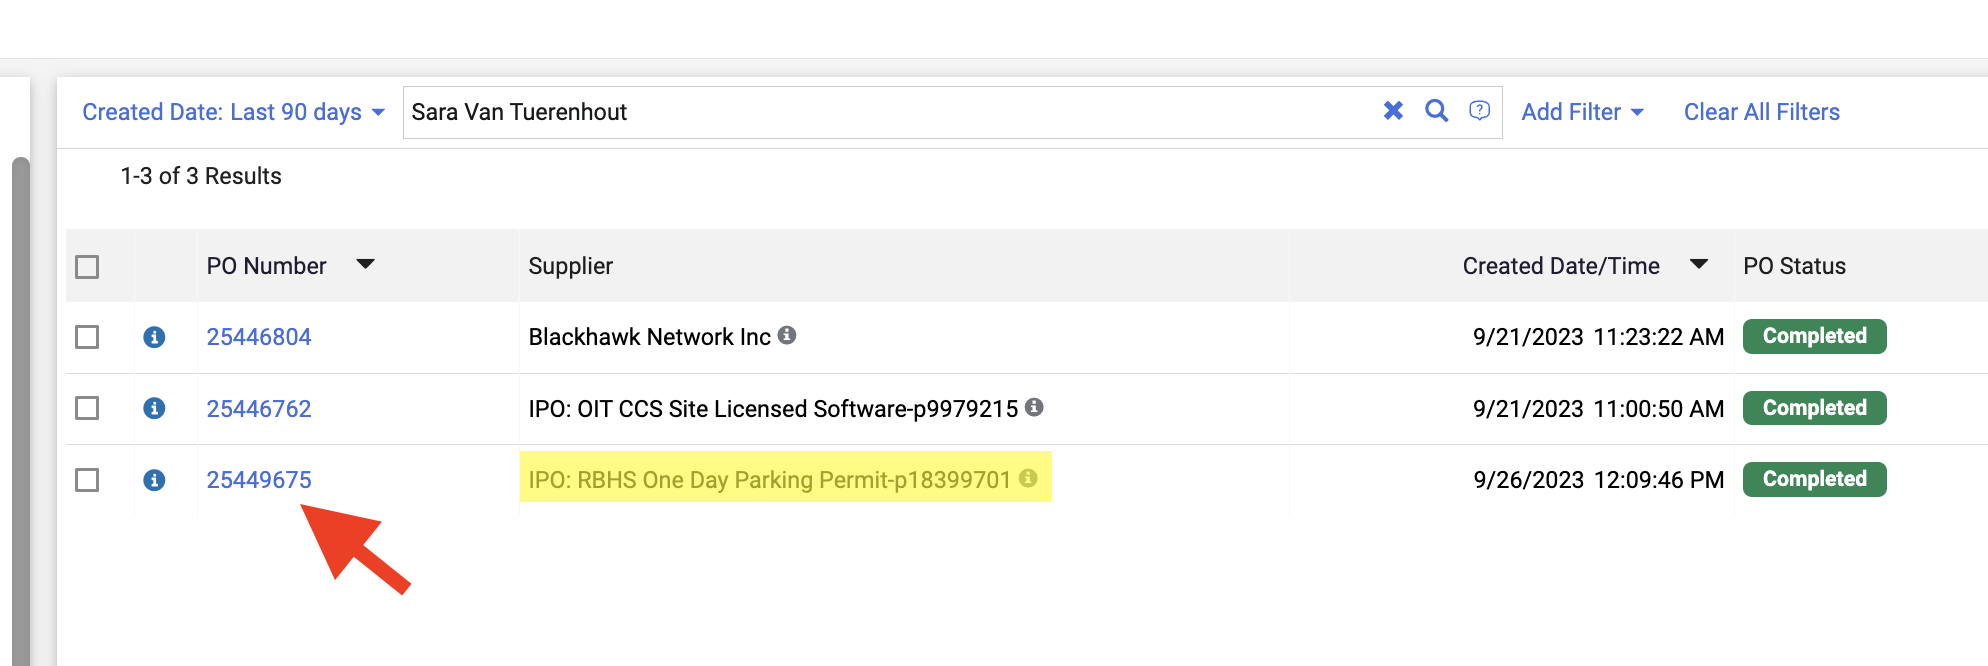 Created Date: Last 90 days Sara Van Tuerenhout Add Filter Clear All Filters
1-3 of 3 Results
PO Number Supplier Created Date/Time PO Status
25446804 Blackhawk Network Inc 9/21/2023 11:23:22 AM Completed
25446762 IPO: OIT CCS Site Licensed Software-p9979215 9/21/2023 11:00:50 AM Completed
25449675 IPO: RBHS One Day Parking Permit-p18399701 9/26/2023 12:09:46 PM Completed